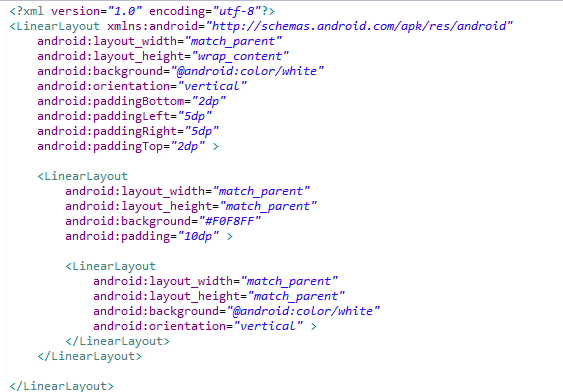 <?xml version="1.0" encoding="utf-8"?>
<LinearLayout xmlns:android="http://schemas.android.com/apk/res/android"
    android:layout_width="match_parent"
    android:layout_height="wrap_content"
    android:background="@android:color/white"
    android:orientation="vertical"
    android:paddingBottom="2dp"
    android:paddingLeft="5dp"
    android:paddingRight="5dp"
    android:paddingTop="2dp" >

    <LinearLayout
        android:layout_width="match_parent"
        android:layout_height="match_parent"
        android:background="#F0F8FF"
        android:padding="10dp" >

        <LinearLayout
            android:layout_width="match_parent"
            android:layout_height="match_parent"
            android:background="@android:color/white"
            android:orientation="vertical" >
        </LinearLayout>
    </LinearLayout>

</LinearLayout>